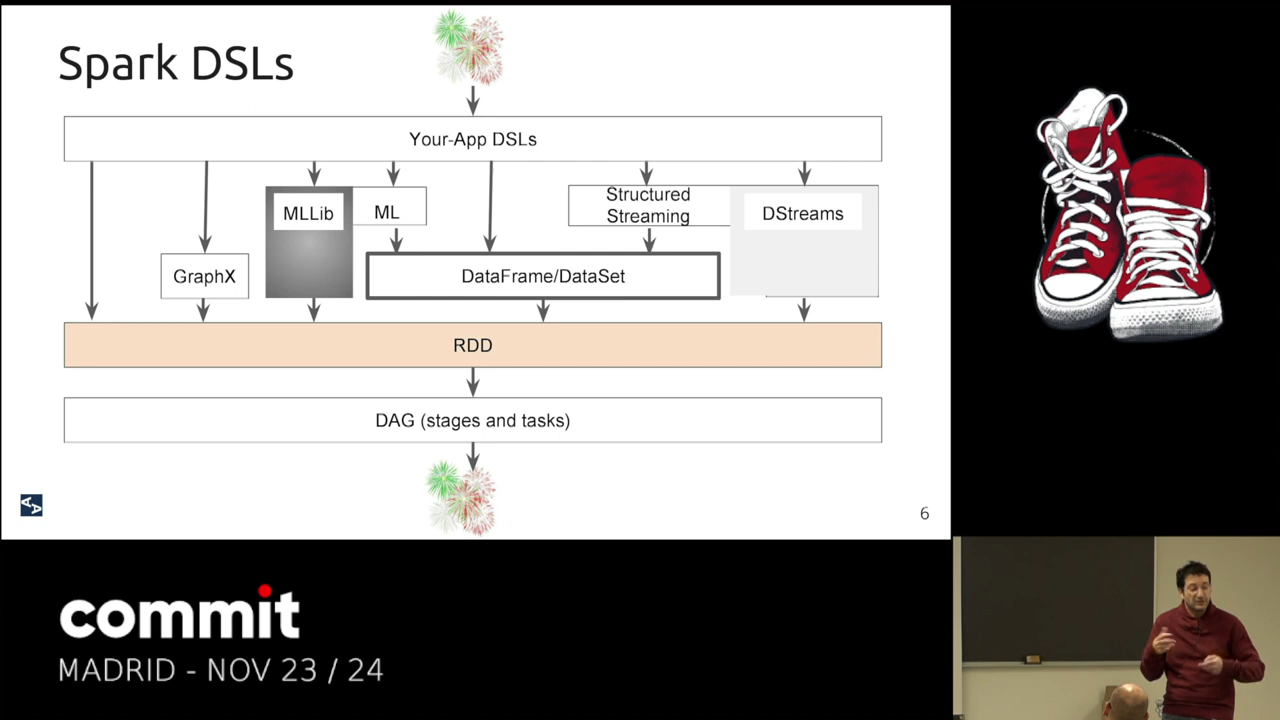 Spark DSLs
Your-App DSLs
MLLib
ML
Structured
Streaming
DStreams
GraphX
DataFrame/DataSet
RDD
DAG (stages and tasks)
AA
6
commit
MADRID - NOV 23 / 24